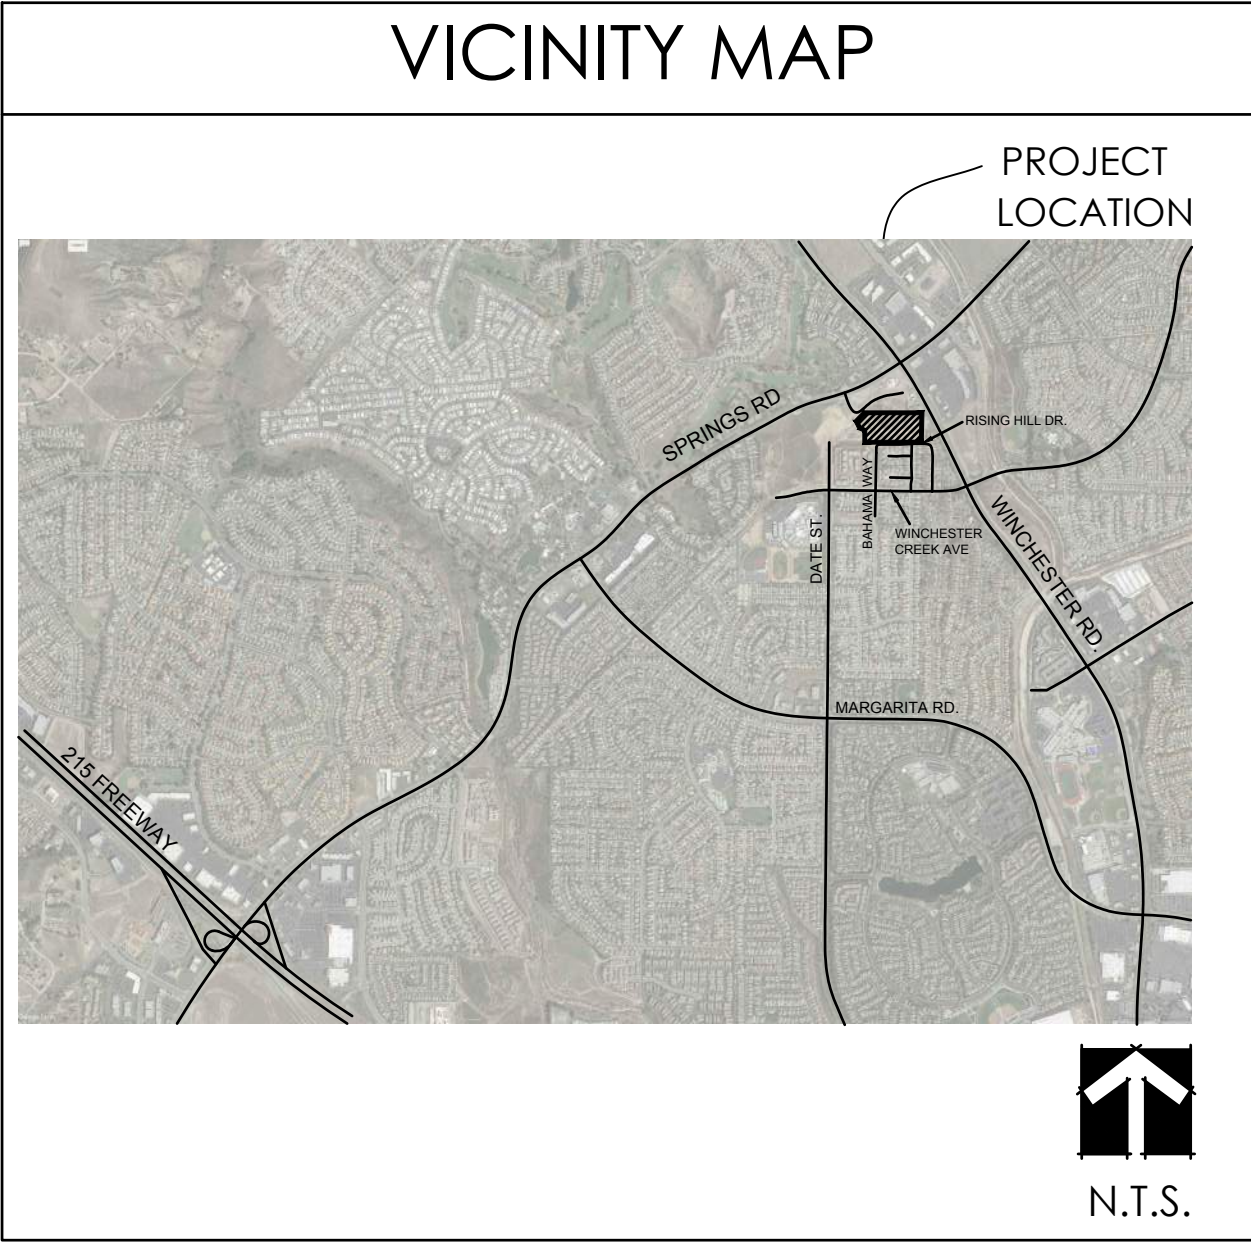 VICINITY MAP
PROJECT
LOCATION
SPRINGS RD
RISING HILL DR.
BAHAMA WAY
WINCHESTER
CREEK AVE
DATE ST.
WINCHESTER RD.
MARGARITA RD.
215 FREEWAY
N.T.S.